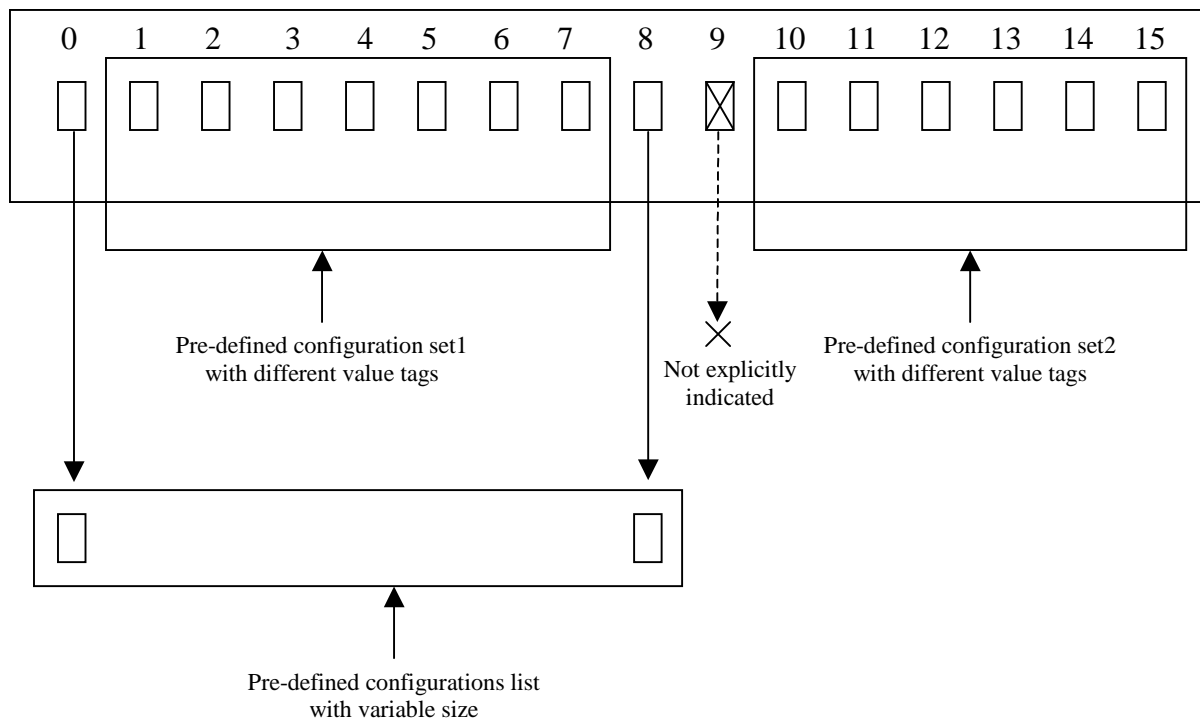 0 1 2 3 4 5 6 7 8 9 10 11 12 13 14 15
Pre-defined configuration set1
with different value tags
Not explicitly
indicated
Pre-defined configuration set2
with different value tags
Pre-defined configurations list
with variable size